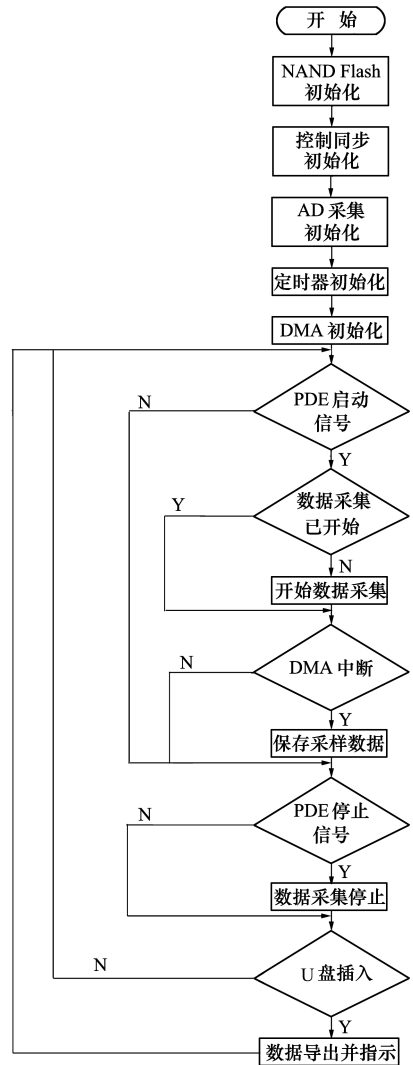 开 始
NAND Flash
初始化
控制同步
初始化
AD 采集
初始化
定时器初始化
DMA 初始化
N
PDE 启动
信号
Y
Y
数据采集
已开始
N
开始数据采集
N
DMA 中断
Y
保存采样数据
N
PDE 停止
信号
Y
数据采集停止
N
U 盘插入
Y
数据导出并指示